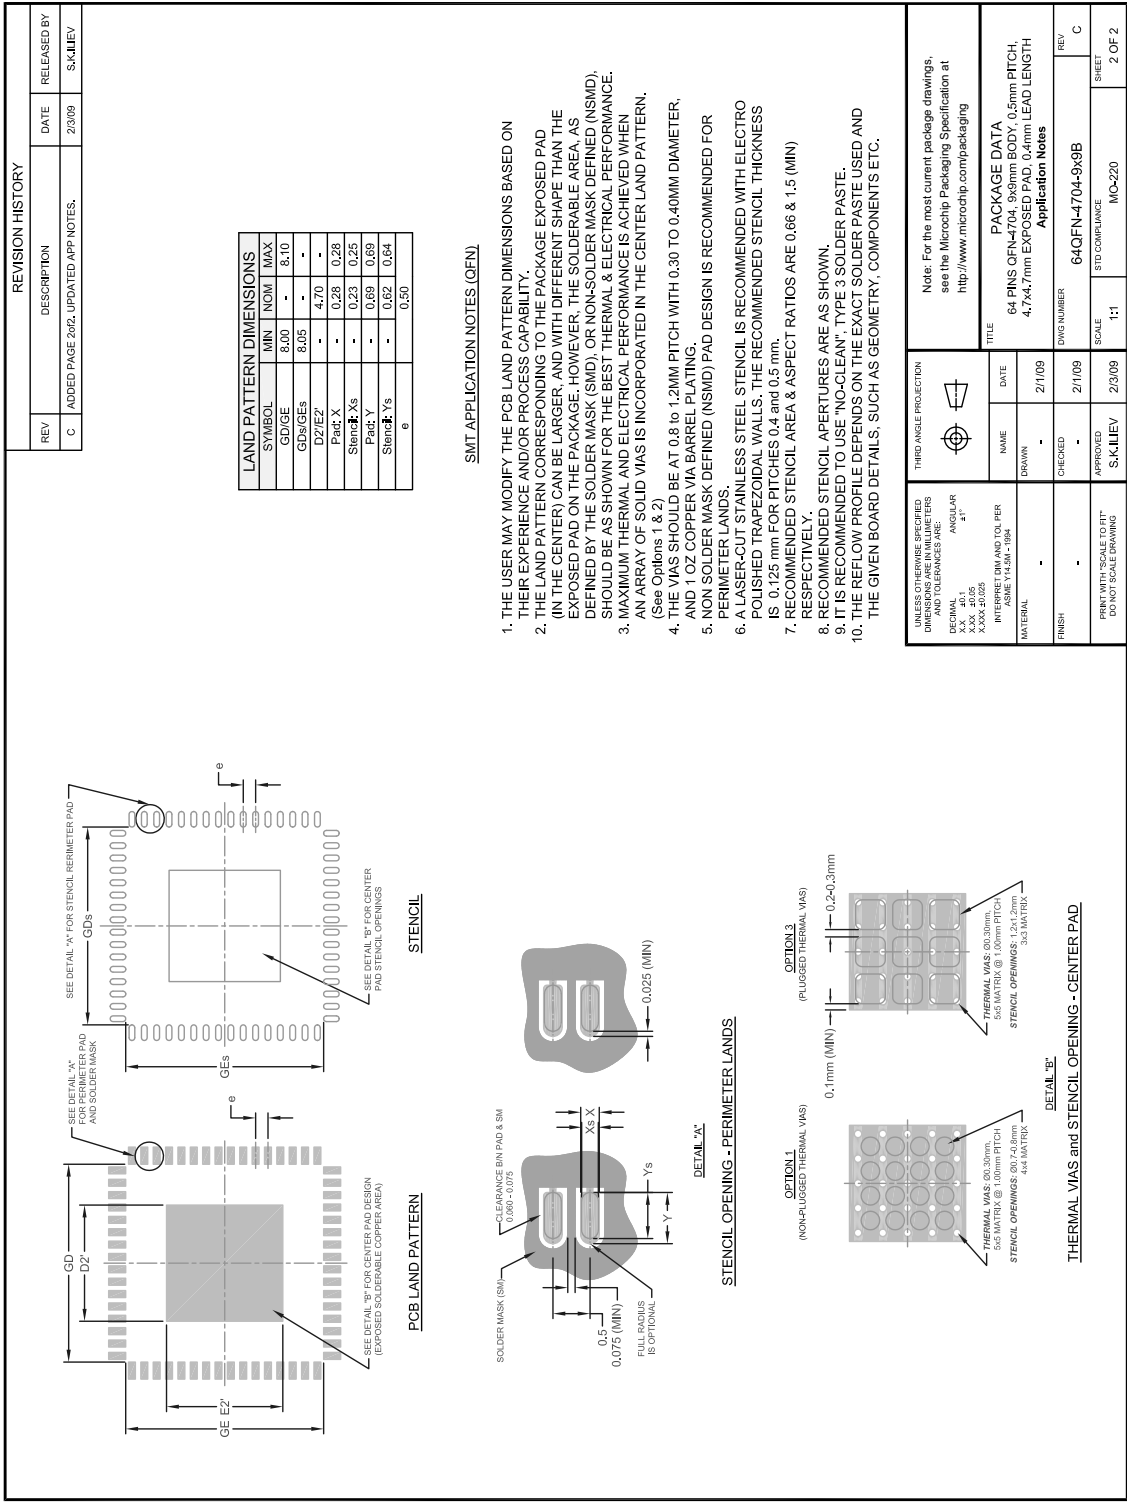 REVISION HISTORY
REV DESCRIPTION DATE RELEASED BY
C ADDED PAGE 2of2. UPDATED APP NOTES. 2/3/09 S.K.ILIEV
SEE DETAIL "A"
FOR PERIMETER PAD
AND SOLDER MASK
GD
D2'
GE E2'
e
SEE DETAIL "B" FOR CENTER PAD DESIGN
(EXPOSED SOLDERABLE COPPER AREA)
PCB LAND PATTERN
SEE DETAIL "A" FOR STENCIL RERIMETER PAD
GDs
GEs
e
SEE DETAIL "B" FOR CENTER
PAD STENCIL OPENINGS
STENCIL
LAND PATTERN DIMENSIONS
SYMBOL MIN NOM MAX
GD/GE 8.00 - 8.10
GDs/GEs 8.05 - -
D2'/E2' - 4.70 -
Pad: X - 0.28 0.28
Stencil: Xs - 0.23 0.25
Pad: Y - 0.69 0.69
Stencil: Ys - 0.62 0.64
e 0.50
SOLDER MASK (SM)
CLEARANCE B/N PAD & SM
0.060 - 0.075
0.5
0.075 (MIN)
FULL RADIUS
IS OPTIONAL
Xs X
Ys
Y
0.025 (MIN)
DETAIL "A"
STENCIL OPENING - PERIMETER LANDS
OPTION 1
(NON-PLUGGED THERMAL VIAS)
THERMAL VIAS: Ø0.30mm,
5x5 MATRIX @ 1.00mm PITCH
STENCIL OPENINGS: Ø0.7-0.8mm
4x4 MATRIX
OPTION 3
(PLUGGED THERMAL VIAS)
0.1mm (MIN)
0.2-0.3mm
THERMAL VIAS: Ø0.30mm,
5x5 MATRIX @ 1.00mm PITCH
STENCIL OPENINGS: 1.2x1.2mm
3x3 MATRIX
DETAIL "B"
THERMAL VIAS and STENCIL OPENING - CENTER PAD
SMT APPLICATION NOTES (QFN)
1. THE USER MAY MODIFY THE PCB LAND PATTERN DIMENSIONS BASED ON
THEIR EXPERIENCE AND/OR PROCESS CAPABILITY.
2. THE LAND PATTERN CORRESPONDING TO THE PACKAGE EXPOSED PAD
(IN THE CENTER) CAN BE LARGER, AND WITH DIFFERENT SHAPE THAN THE
EXPOSED PAD ON THE PACKAGE. HOWEVER, THE SOLDERABLE AREA, AS
DEFINED BY THE SOLDER MASK (SMD), OR NON-SOLDER MASK DEFINED (NSMD),
SHOULD BE AS SHOWN FOR THE BEST THERMAL & ELECTRICAL PERFORMANCE.
3. MAXIMUM THERMAL AND ELECTRICAL PERFORMANCE IS ACHIEVED WHEN
AN ARRAY OF SOLID VIAS IS INCORPORATED IN THE CENTER LAND PATTERN.
(See Options 1 & 2)
4. THE VIAS SHOULD BE AT 0.8 to 1.2MM PITCH WITH 0.30 TO 0.40MM DIAMETER,
AND 1 OZ COPPER VIA BARREL PLATING.
5. NON SOLDER MASK DEFINED (NSMD) PAD DESIGN IS RECOMMENDED FOR
PERIMETER LANDS.
6. A LASER-CUT STAINLESS STEEL STENCIL IS RECOMMENDED WITH ELECTRO
POLISHED TRAPEZOIDAL WALLS. THE RECOMMENDED STENCIL THICKNESS
IS 0.125 mm FOR PITCHES 0.4 and 0.5 mm.
7. RECOMMENDED STENCIL AREA & ASPECT RATIOS ARE 0.66 & 1.5 (MIN)
RESPECTIVELY.
8. RECOMMENDED STENCIL APERTURES ARE AS SHOWN.
9. IT IS RECOMMENDED TO USE "NO-CLEAN", TYPE 3 SOLDER PASTE.
10. THE REFLOW PROFILE DEPENDS ON THE EXACT SOLDER PASTE USED AND
THE GIVEN BOARD DETAILS, SUCH AS GEOMETRY, COMPONENTS ETC.
UNLESS OTHERWISE SPECIFIED
DIMENSIONS ARE IN MILLIMETERS
AND TOLERANCES ARE:
DECIMAL ANGULAR
X.X ±0.1 ±1°
X.XX ±0.05
X.XXX ±0.025
INTERPRET DIM AND TOL PER
ASME Y14.5M - 1994
MATERIAL
-
FINISH
-
PRINT WITH "SCALE TO FIT"
DO NOT SCALE DRAWING
THIRD ANGLE PROJECTION
NAME DATE
DRAWN
- 2/1/09
CHECKED
- 2/1/09
APPROVED
S.K.ILIEV 2/3/09
Note: For the most current package drawings,
see the Microchip Packaging Specification at
http://www.microchip.com/packaging
TITLE
PACKAGE DATA
64 PINS QFN-4704, 9x9mm BODY, 0.5mm PITCH,
4.7x4.7mm EXPOSED PAD, 0.4mm LEAD LENGTH
Application Notes
DWG NUMBER
64QFN-4704-9x9B
REV
C
SCALE
1:1
STD COMPLIANCE
MO-220
SHEET
2 OF 2